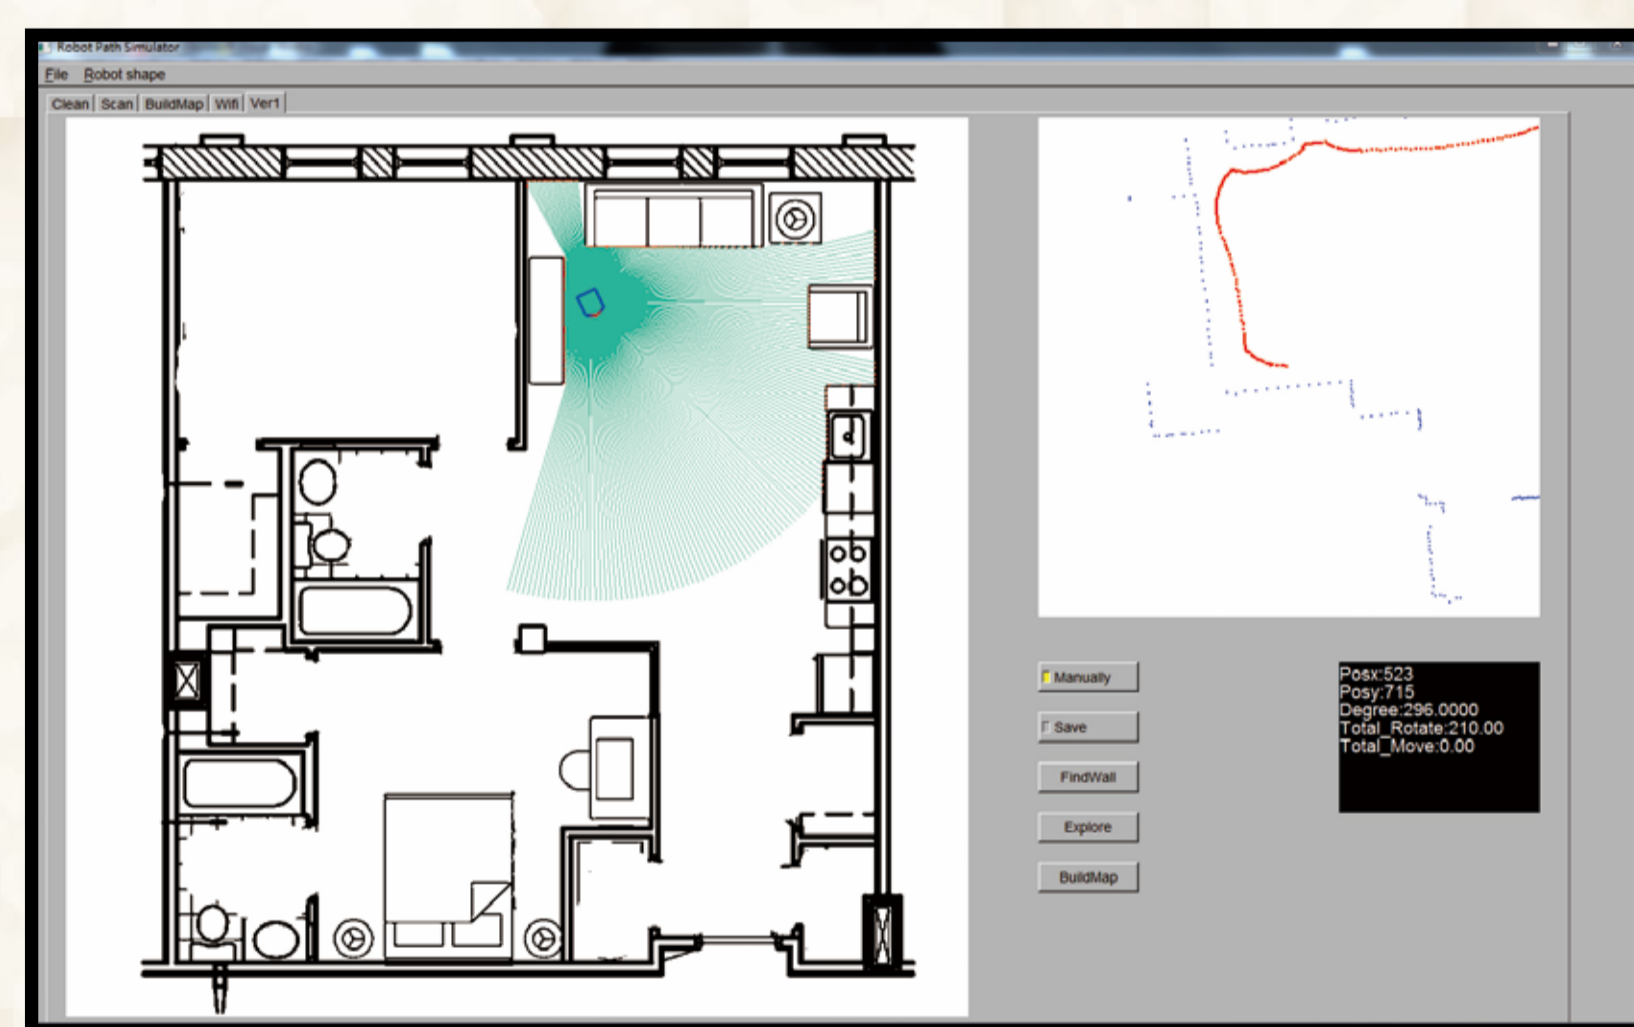 Robot Path Simulator
File Robot shape
Clean Scan BuildMap Wifi Ver1
Manually
Save
FindWall
Explore
BuildMap
Posx:523
Posy:715
Degree:296.0000
Total_Rotate:210.00
Total_Move:0.00